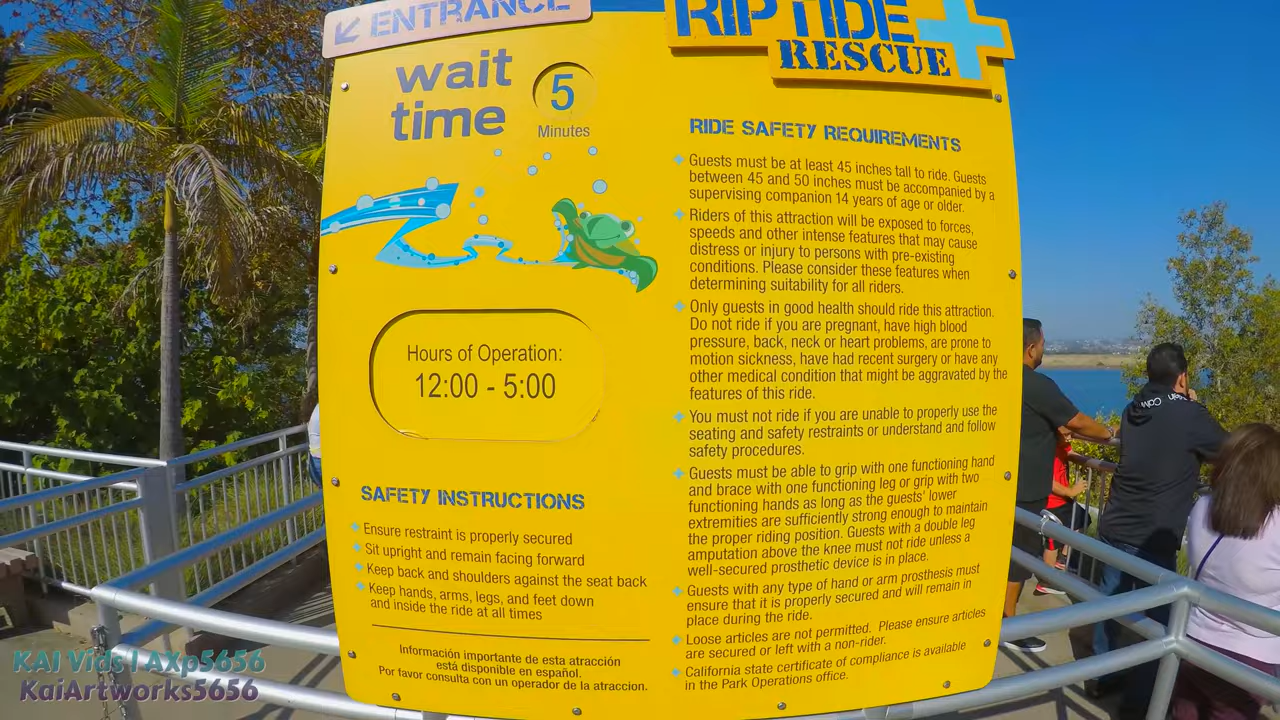 ENTRANCE
wait
time
5
Minutes
Hours of Operation:
12:00 - 5:00
SAFETY INSTRUCTIONS
Ensure restraint is properly secured
Sit upright and remain facing forward
Keep back and shoulders against the seat back
Keep hands, arms, legs, and feet down
and inside the ride at all times
Información importante de esta atracción
está disponible en español.
Por favor consulta con un operador de la atraccion.
RIPTIDE
RESCUE
RIDE SAFETY REQUIREMENTS
Guests must be at least 45 inches tall to ride. Guests
between 45 and 50 inches must be accompanied by a
supervising companion 14 years of age or older.
Riders of this attraction will be exposed to forces,
speeds and other intense features that may cause
distress or injury to persons with pre-existing
conditions. Please consider these features when
determining suitability for all riders.
Only guests in good health should ride this attraction.
Do not ride if you are pregnant, have high blood
pressure, back, neck or heart problems, are prone to
motion sickness, have had recent surgery or have any
other medical condition that might be aggravated by the
features of this ride.
You must not ride if you are unable to properly use the
seating and safety restraints or understand and follow
safety procedures.
Guests must be able to grip with one functioning hand
and brace with one functioning leg or grip with two
functioning hands as long as the guests' lower
extremities are sufficiently strong enough to maintain
the proper riding position. Guests with a double leg
amputation above the knee must not ride unless a
well-secured prosthetic device is in place.
Guests with any type of hand or arm prosthesis must
ensure that it is properly secured and will remain in
place during the ride.
Loose articles are not permitted. Please ensure articles
are secured or left with a non-rider.
California state certificate of compliance is available
in the Park Operations office.
KAI Vids | AXp5656
KaiArtworks5656